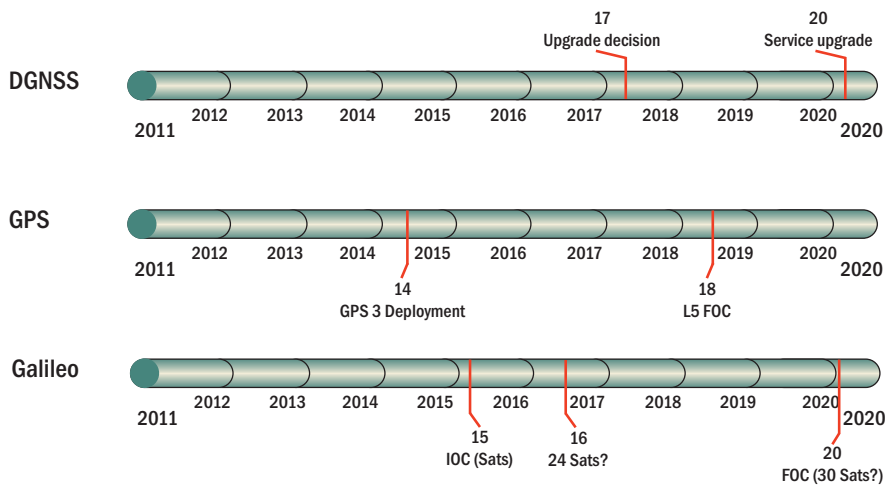 17
Upgrade decision
20
Service upgrade
DGNSS
2011 2012 2013 2014 2015 2016 2017 2018 2019 2020 2020
GPS
2011 2012 2013 2014 2015 2016 2017 2018 2019 2020 2020
14
GPS 3 Deployment
18
L5 FOC
Galileo
2011 2012 2013 2014 2015 2016 2017 2018 2019 2020 2020
15
IOC (Sats)
16
24 Sats?
20
FOC (30 Sats?)